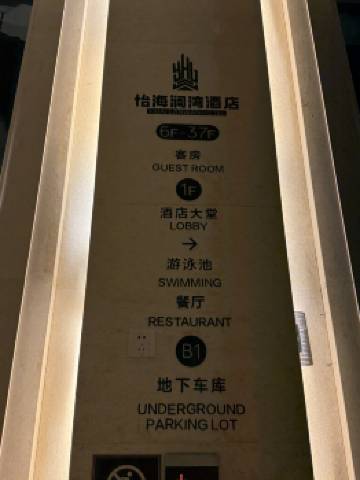 怡海澜湾酒店
6F-37F
客房
GUEST ROOM
1F
酒店大堂
LOBBY
→
游泳池
SWIMMING
餐厅
RESTAURANT
B1
地下车库
UNDERGROUND
PARKING LOT